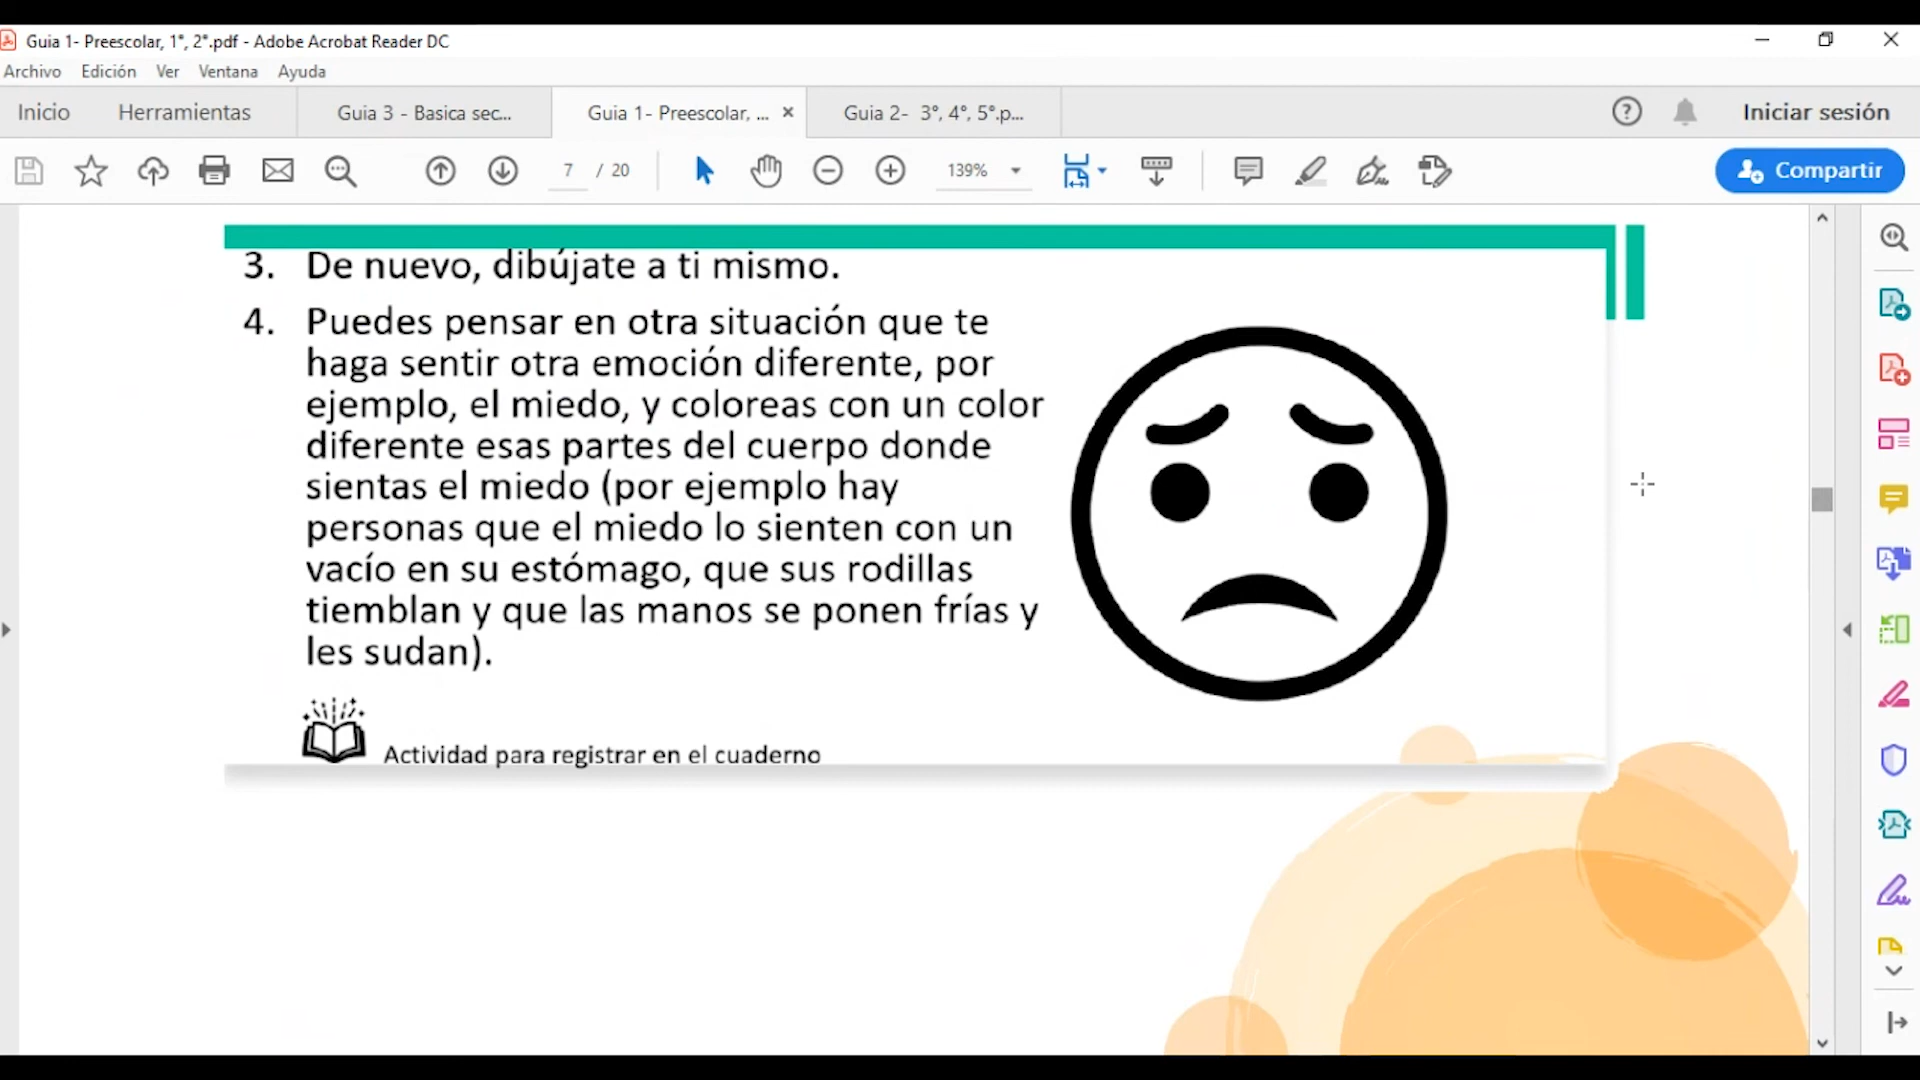 Guia 1- Preescolar, 1°, 2°.pdf - Adobe Acrobat Reader DC
Archivo Edición Ver Ventana Ayuda
Inicio Herramientas Guia 3 - Basica sec... Guia 1- Preescolar, ... Guia 2- 3°, 4°, 5°.p... Iniciar sesión
7 / 20 139% Compartir
3. De nuevo, dibújate a ti mismo.
4. Puedes pensar en otra situación que te
haga sentir otra emoción diferente, por
ejemplo, el miedo, y coloreas con un color
diferente esas partes del cuerpo donde
sientas el miedo (por ejemplo hay
personas que el miedo lo sienten con un
vacío en su estómago, que sus rodillas
tiemblan y que las manos se ponen frías y
les sudan).
Actividad para registrar en el cuaderno